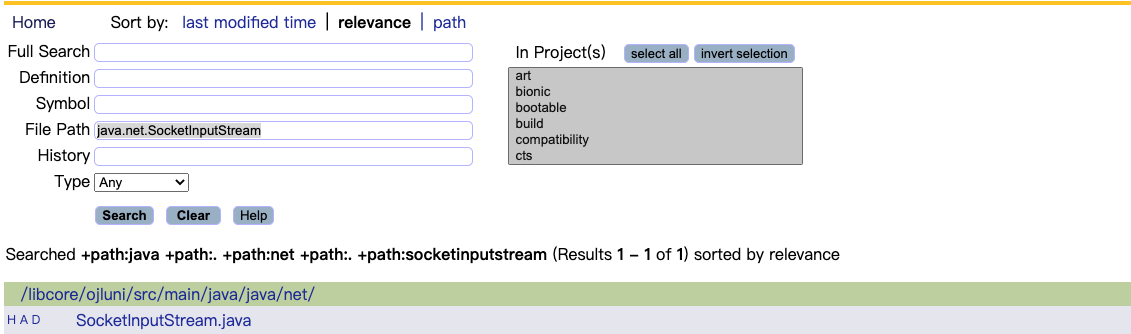 Home Sort by: last modified time | relevance | path
Full Search
In Project(s) select all invert selection
Definition
Symbol
File Path java.net.SocketInputStream
History
Type Any
art
bionic
bootable
build
compatibility
cts
Search Clear Help
Searched +path:java +path:. +path:net +path:. +path:socketinputstream (Results 1 – 1 of 1) sorted by relevance
/libcore/ojluni/src/main/java/java/net/
H A D SocketInputStream.java